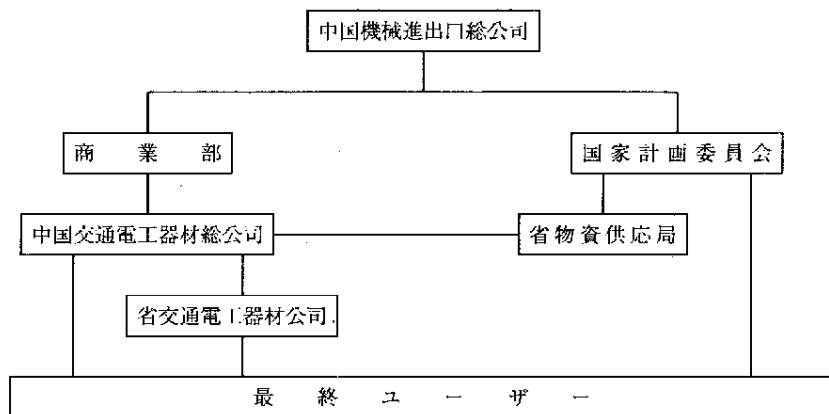 中国機械進出口総公司
商業部
国家計画委員会
中国交通電工器材総公司
省物資供応局
省交通電工器材公司
最終ユーザー